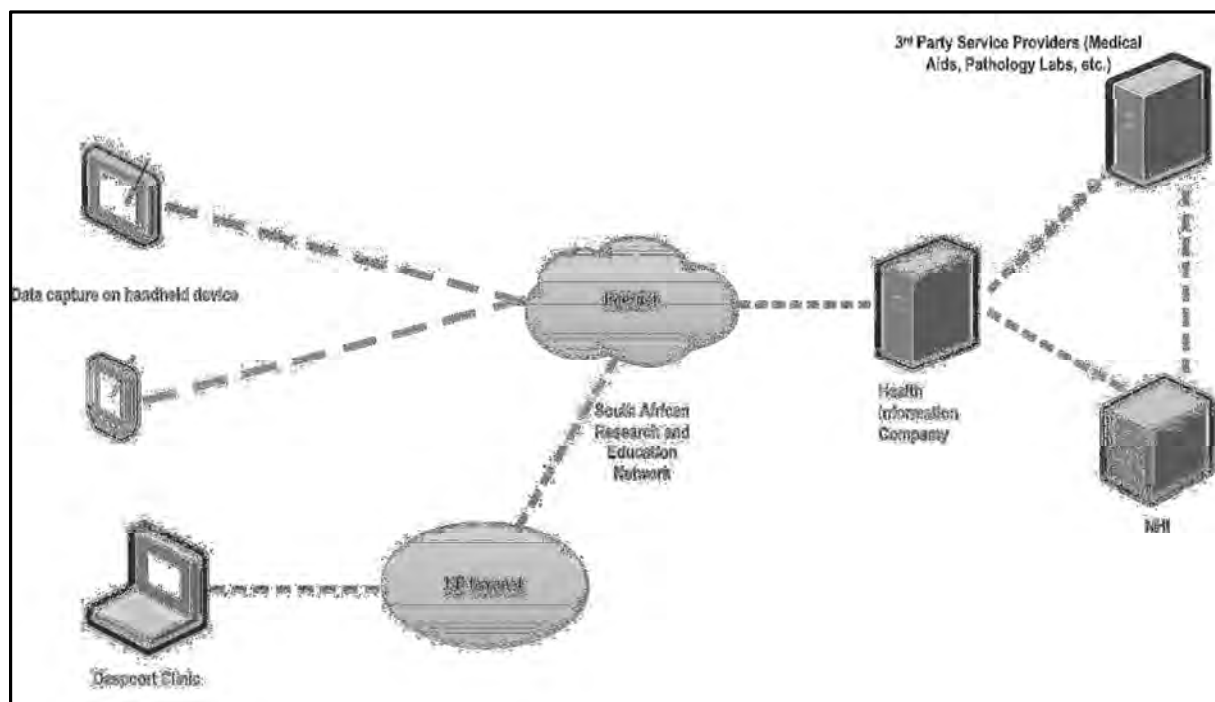 3rd Party Service Providers (Medical
Aids, Pathology Labs, etc.)
Data capture on handheld device
Internet
South African
Research and
Education
Network
Health
Information
Company
NHI
Clinic